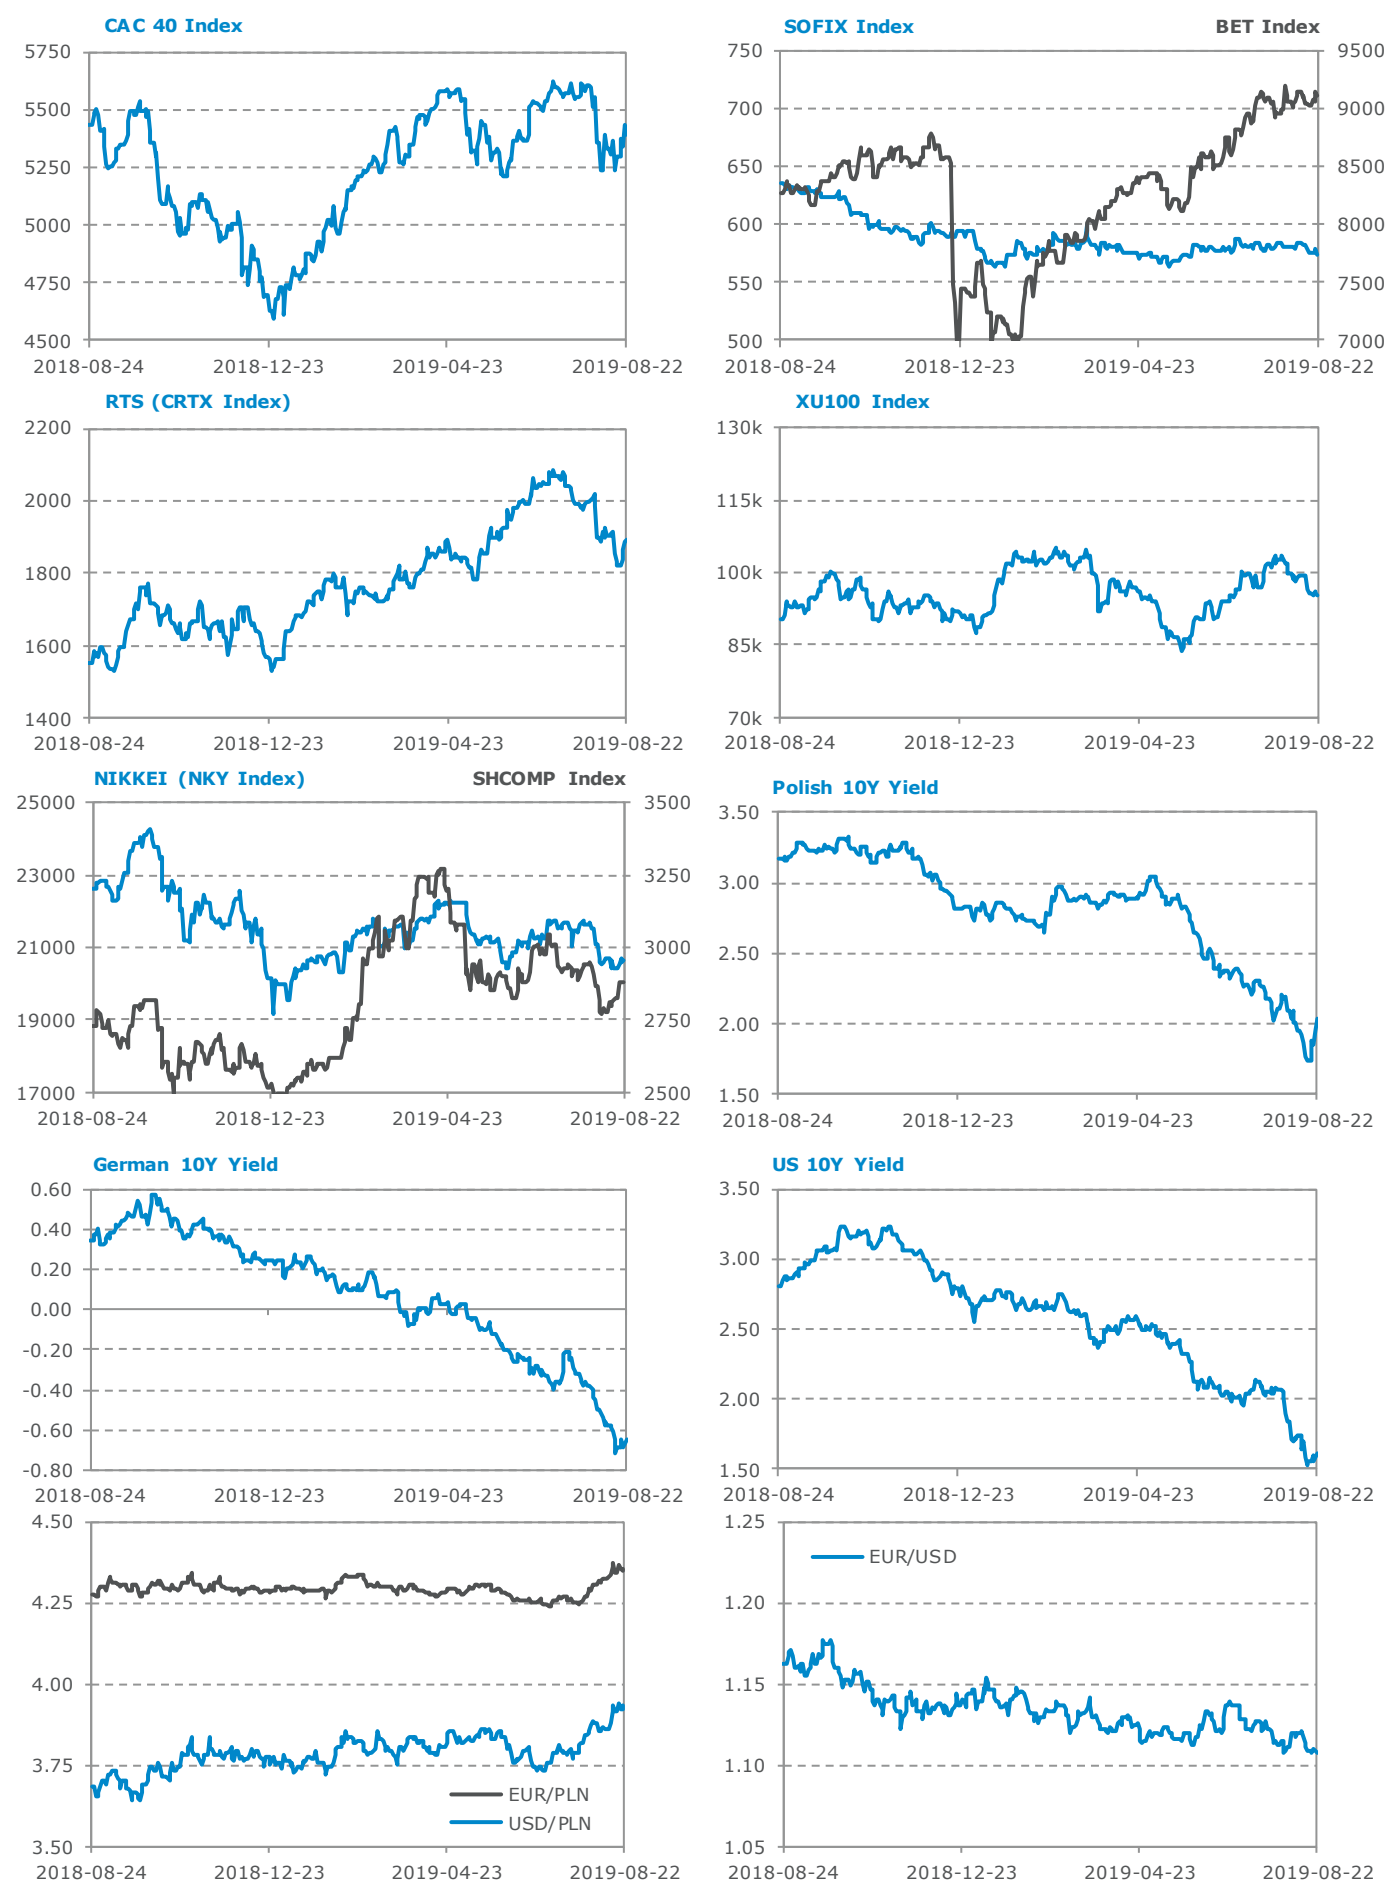 CAC 40 Index
5750
5500
5250
5000
4750
4500
2018-08-24 2018-12-23 2019-04-23 2019-08-22
SOFIX Index BET Index
750 9500
700 9000
650 8500
600 8000
550 7500
500 7000
2018-08-24 2018-12-23 2019-04-23 2019-08-22
RTS (CRTX Index)
2200
2000
1800
1600
1400
2018-08-24 2018-12-23 2019-04-23 2019-08-22
XU100 Index
130k
115k
100k
85k
70k
2018-08-24 2018-12-23 2019-04-23 2019-08-22
NIKKEI (NKY Index) SHCOMP Index
25000 3500
23000 3250
21000 3000
19000 2750
17000 2500
2018-08-24 2018-12-23 2019-04-23 2019-08-22
Polish 10Y Yield
3.50
3.00
2.50
2.00
1.50
2018-08-24 2018-12-23 2019-04-23 2019-08-22
German 10Y Yield
0.60
0.40
0.20
0.00
-0.20
-0.40
-0.60
-0.80
2018-08-24 2018-12-23 2019-04-23 2019-08-22
US 10Y Yield
3.50
3.00
2.50
2.00
1.50
2018-08-24 2018-12-23 2019-04-23 2019-08-22
4.50
4.25
4.00
3.75
EUR/PLN
USD/PLN
3.50
2018-08-24 2018-12-23 2019-04-23 2019-08-22
1.25
EUR/USD
1.20
1.15
1.10
1.05
2018-08-24 2018-12-23 2019-04-23 2019-08-22